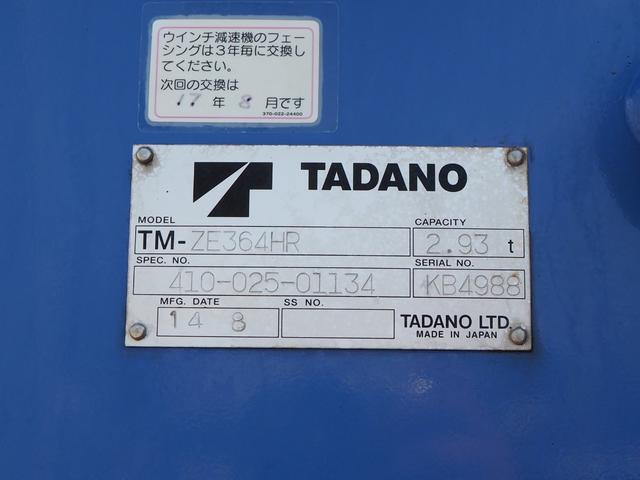 ウインチ減速機のフェー
シングは3年毎に交換し
てください。
次回の交換は
17年 8月です
370-022-24400
TADANO
MODEL
TM-ZE364HR
CAPACITY
2.93 t
SPEC. NO.
410-025-01134
SERIAL NO.
KB4988
MFG. DATE
14 8
SS NO.
TADANO LTD.
MADE IN JAPAN